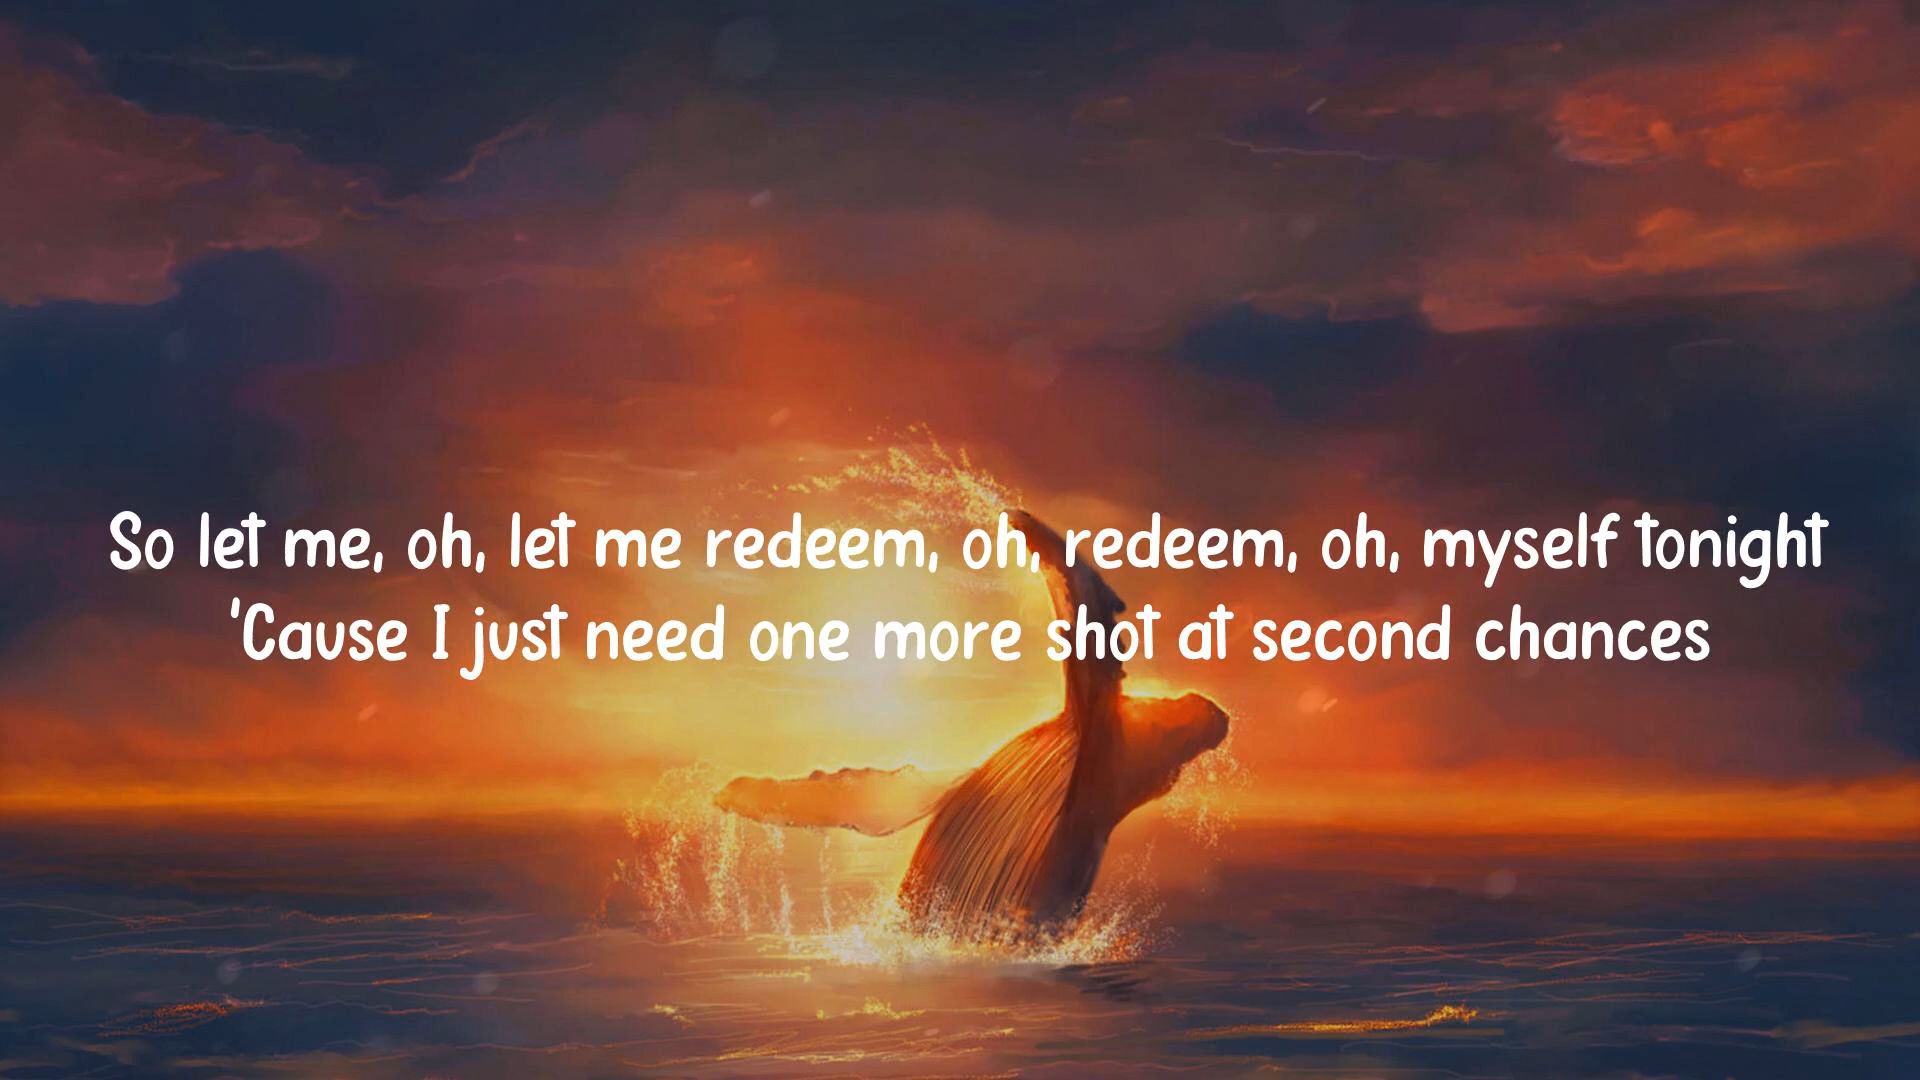 So let me, oh, let me redeem, oh, redeem, oh, myself tonight
'Cause I just need one more shot at second chances